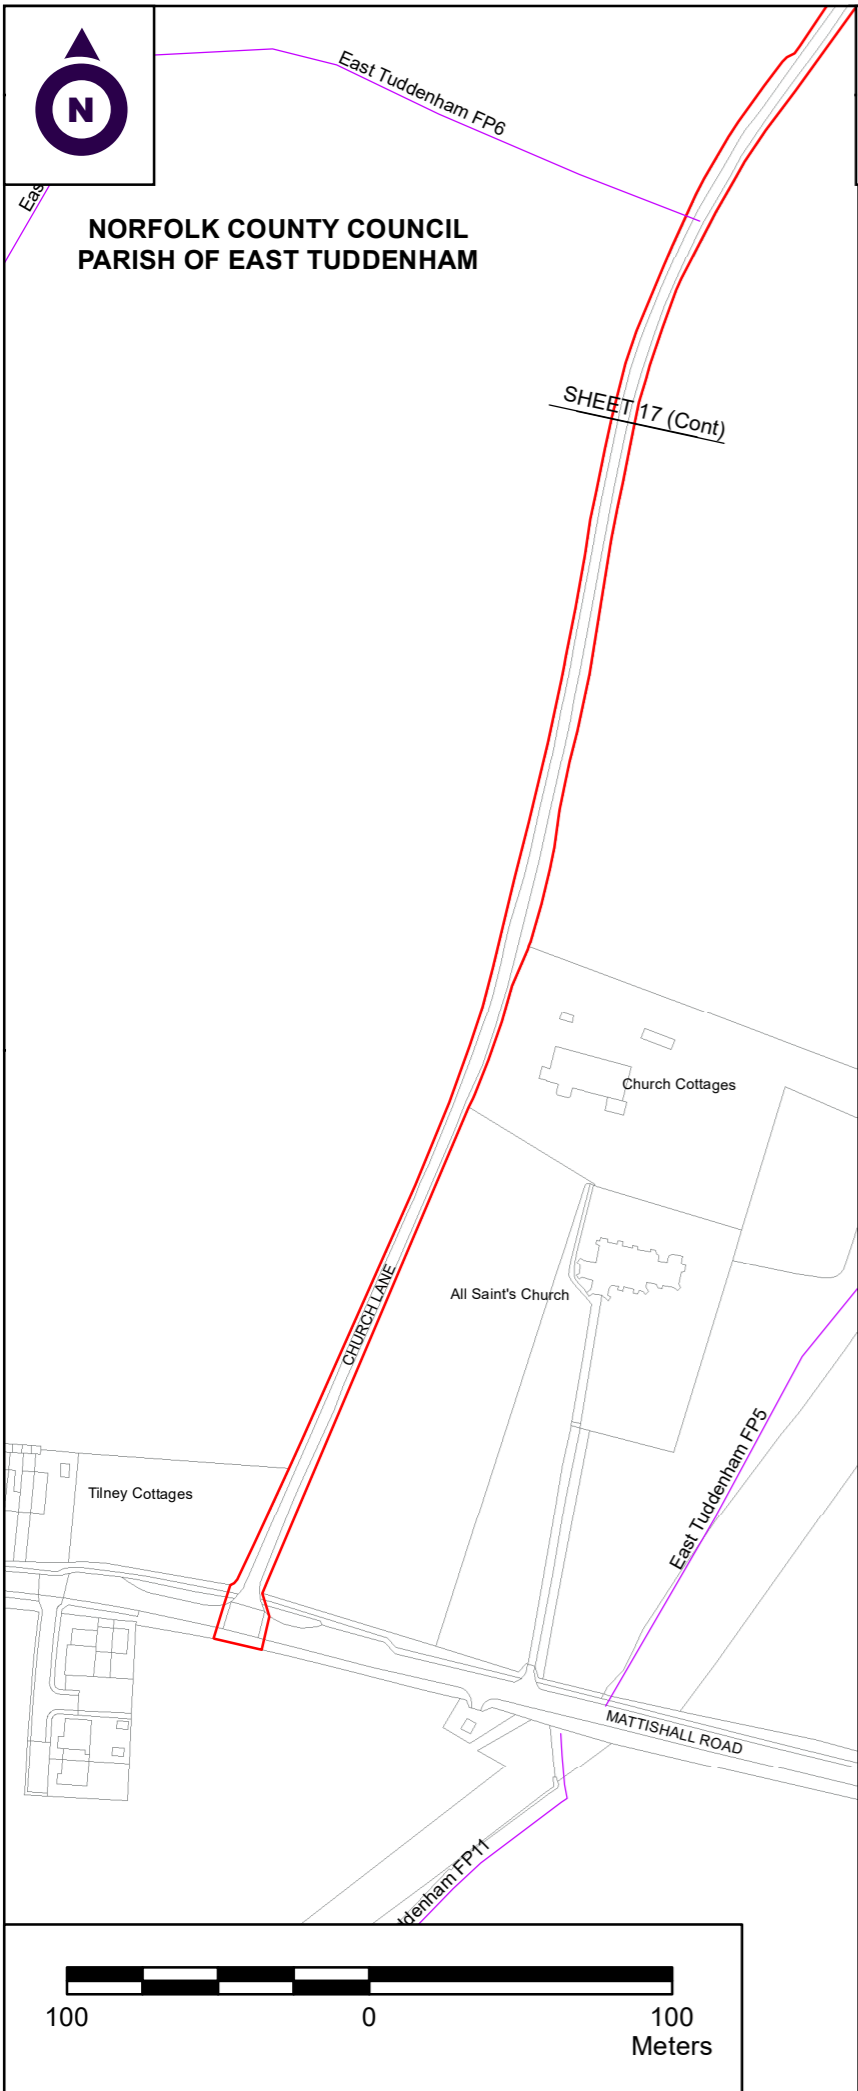 N
East Tuddenham FP6
Eas
NORFOLK COUNTY COUNCIL
PARISH OF EAST TUDDENHAM
SHEET 17 (Cont)
Church Cottages
All Saint's Church
CHURCH LANE
East Tuddenham FP5
Tilney Cottages
MATTISHALL ROAD
ddenham FP11
100 0 100
Meters